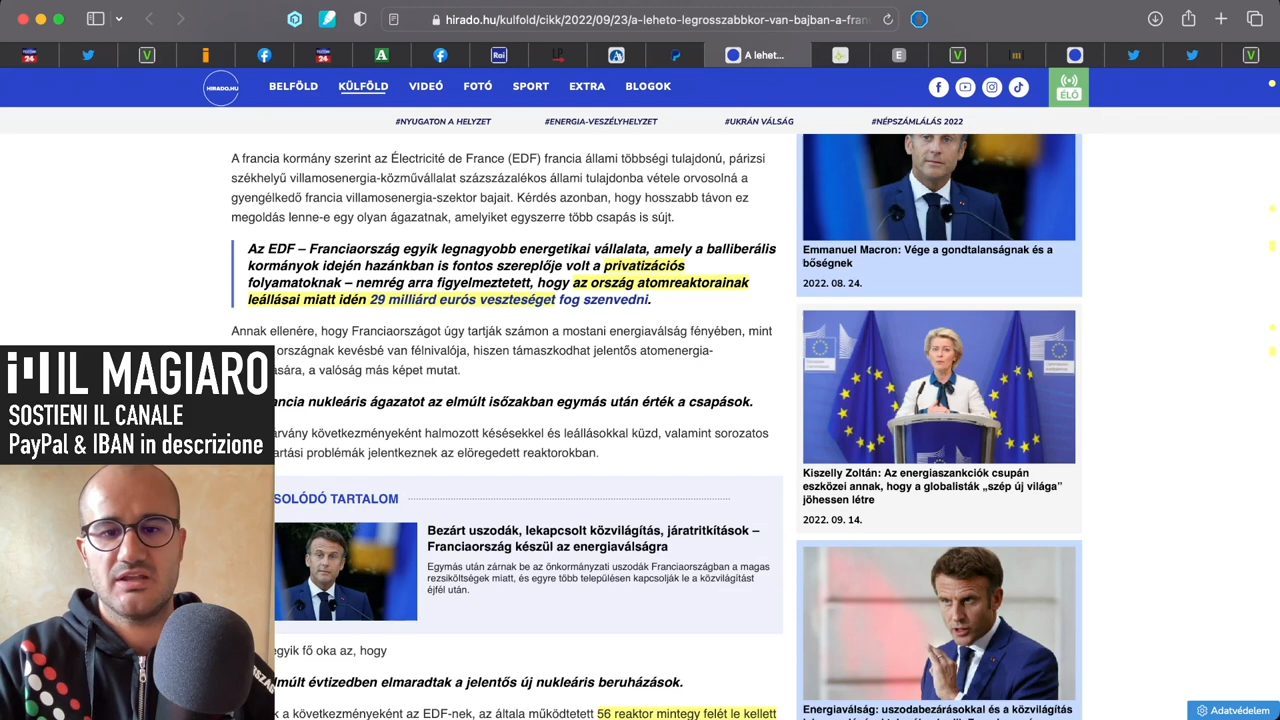 hirado.hu/kulfold/cikk/2022/09/23/a-leheto-legrosszabbkor-van-bajban-a-fran
A lehet...
HIRADO.HU
BELFÖLD
KÜLFÖLD
VIDEÓ
FOTÓ
SPORT
EXTRA
BLOGOK
ÉLŐ
#NYUGATON A HELYZET
#ENERGIA-VESZÉLYHELYZET
#UKRÁN VÁLSÁG
#NÉPSZÁMLÁLÁS 2022
A francia kormány szerint az Électricité de France (EDF) francia állami többségi tulajdonú, párizsi
székhelyű villamosenergia-közművállalat százszázalékos állami tulajdonba vétele orvosolná a
gyengélkedő francia villamosenergia-szektor bajait. Kérdés azonban, hogy hosszabb távon ez
megoldás lenne-e egy olyan ágazatnak, amelyiket egyszerre több csapás is sújt.
Az EDF – Franciaország egyik legnagyobb energetikai vállalata, amely a balliberális
kormányok idején hazánkban is fontos szereplője volt a privatizációs
folyamatoknak – nemrég arra figyelmeztetett, hogy az ország atomreaktorainak
leállásai miatt idén 29 milliárd eurós veszteséget fog szenvedni.
Annak ellenére, hogy Franciaországot úgy tartják számon a mostani energiaválság fényében, mint
országnak kevésbé van félnivalója, hiszen támaszkodhat jelentős atomenergia-
ására, a valóság más képet mutat.
ancia nukleáris ágazatot az elmúlt isőzakban egymás után érték a csapások.
árvány következményeként halmozott késésekkel és leállásokkal küzd, valamint sorozatos
artási problémák jelentkeznek az elöregedett reaktorokban.
SOLÓDÓ TARTALOM
Bezárt uszodák, lekapcsolt közvilágítás, járatritkítások –
Franciaország készül az energiaválságra
Egymás után zárnak be az önkormányzati uszodák Franciaországban a magas
rezsiköltségek miatt, és egyre több településen kapcsolják le a közvilágítást
éjfél után.
egyik fő oka az, hogy
lmúlt évtizedben elmaradtak a jelentős új nukleáris beruházások.
k a következményeként az EDF-nek, az általa működtetett 56 reaktor mintegy felét le kellett
Emmanuel Macron: Vége a gondtalanságnak és a
bőségnek
2022. 08. 24.
Kiszelly Zoltán: Az energiaszankciók csupán
eszközei annak, hogy a globalisták „szép új világa”
jöhessen létre
2022. 09. 14.
Energiaválság: uszodabezárásokkal és a közvilágítás
Adatvédelem
IL MAGIARO
SOSTIENI IL CANALE
PayPal & IBAN in descrizione